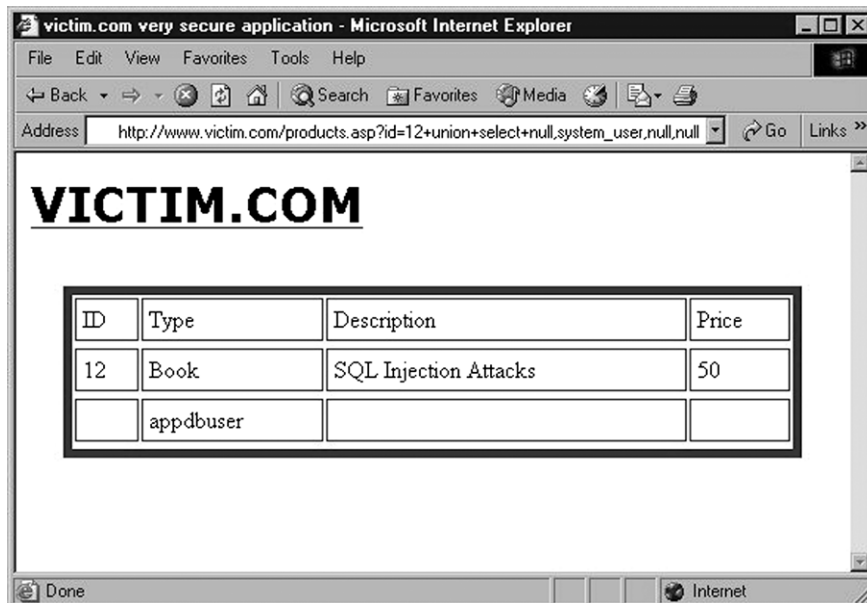 victim.com very secure application - Microsoft Internet Explorer
File Edit View Favorites Tools Help
Back Search Favorites Media
Address http://www.victim.com/products.asp?id=12+union+select+null,system_user,null,null Go Links »
VICTIM.COM
ID Type Description Price
12 Book SQL Injection Attacks 50
appdbuser
Done Internet